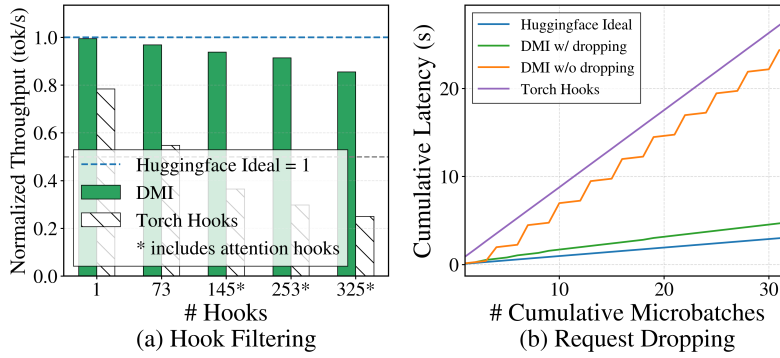 Normalized Throughput (tok/s)
1.0
0.8
0.6
0.4
0.2
0.0
Huggingface Ideal = 1
DMI
Torch Hooks
* includes attention hooks
1 73 145* 253* 325*
# Hooks
(a) Hook Filtering
Cumulative Latency (s)
20
10
0
Huggingface Ideal
DMI w/ dropping
DMI w/o dropping
Torch Hooks
10 20 30
# Cumulative Microbatches
(b) Request Dropping